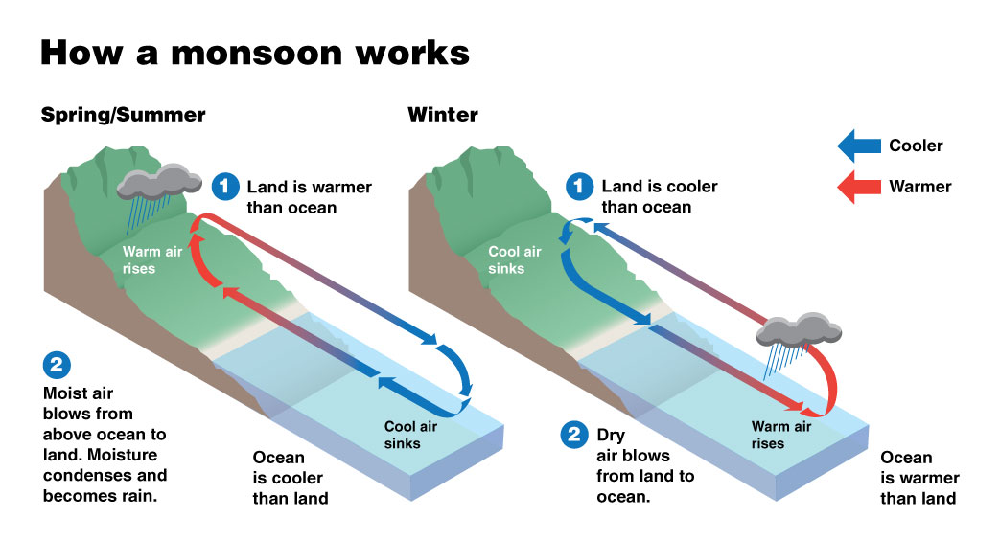 How a monsoon works
Spring/Summer
1
Land is warmer
than ocean
Warm air
rises
2
Moist air
blows from
above ocean to
land. Moisture
condenses and
becomes rain.
Cool air
sinks
Ocean
is cooler
than land
Winter
1
Land is cooler
than ocean
Cool air
sinks
2
Dry
air blows
from land to
ocean.
Warm air
rises
Ocean
is warmer
than land
Cooler
Warmer